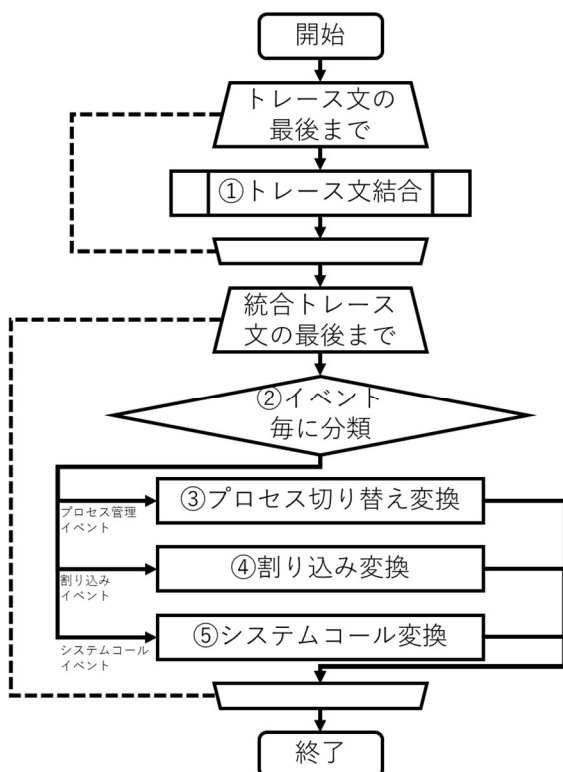 開始
トレース文の
最後まで
①トレース文結合
統合トレース
文の最後まで
②イベント
毎に分類
③プロセス切り替え変換
プロセス管理
イベント
④割り込み変換
割り込み
イベント
⑤システムコール変換
システムコール
イベント
終了